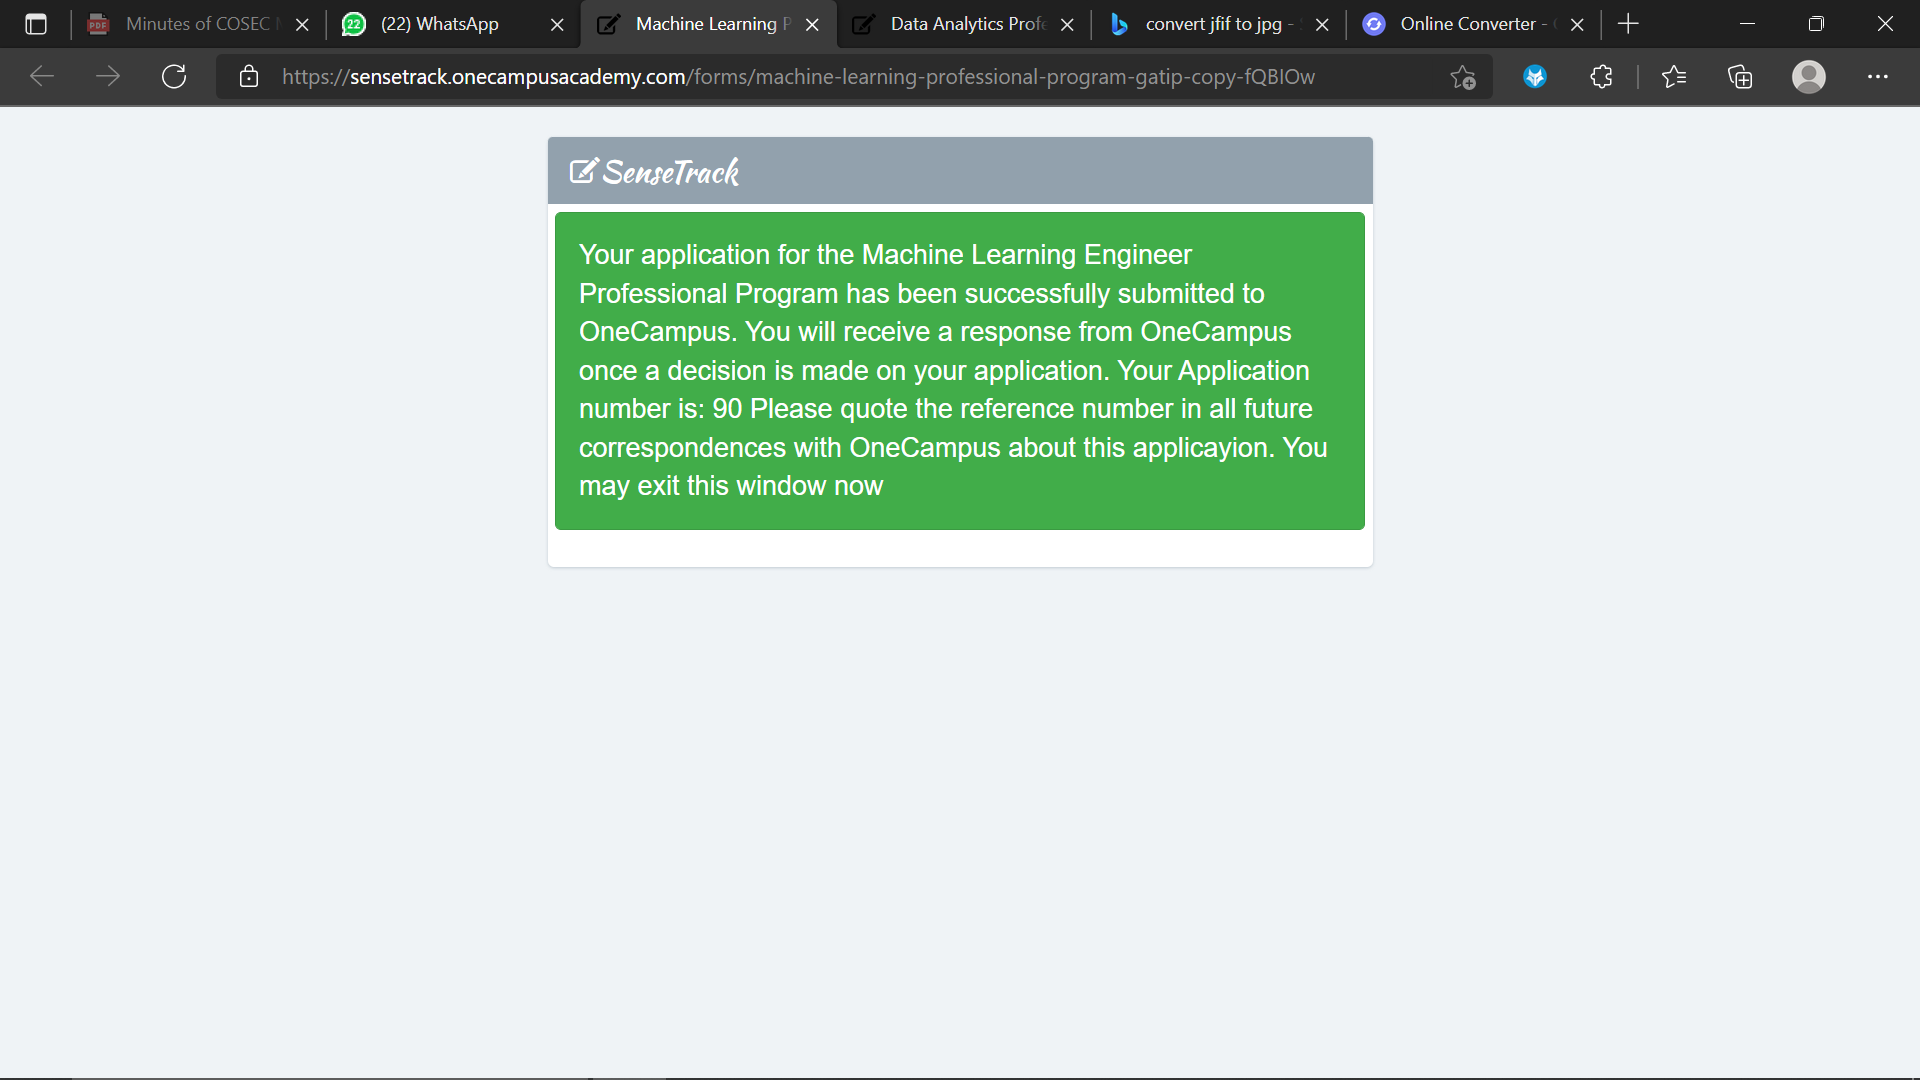 Minutes of COSEC
(22) WhatsApp
Machine Learning P
Data Analytics Profe
convert jfif to jpg -
Online Converter -
https://sensetrack.onecampusacademy.com/forms/machine-learning-professional-program-gatip-copy-fQBIOw
SenseTrack
Your application for the Machine Learning Engineer
Professional Program has been successfully submitted to
OneCampus. You will receive a response from OneCampus
once a decision is made on your application. Your Application
number is: 90 Please quote the reference number in all future
correspondences with OneCampus about this applicayion. You
may exit this window now